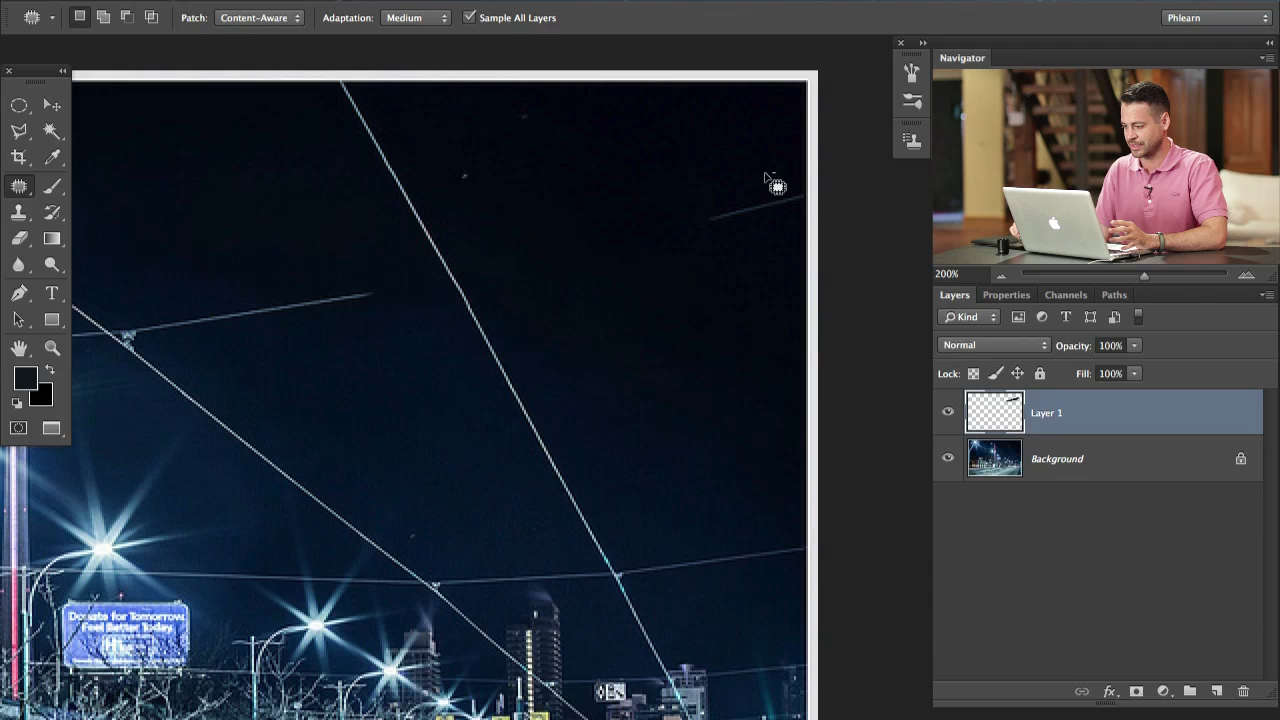 Patch: Content-Aware Adaptation: Medium Sample All Layers Phlearn
Navigator
200%
Layers Properties Channels Paths
Kind
Normal Opacity: 100%
Lock: Fill: 100%
Layer 1
Background
Donate for Tomorrow.
Feel Better Today.